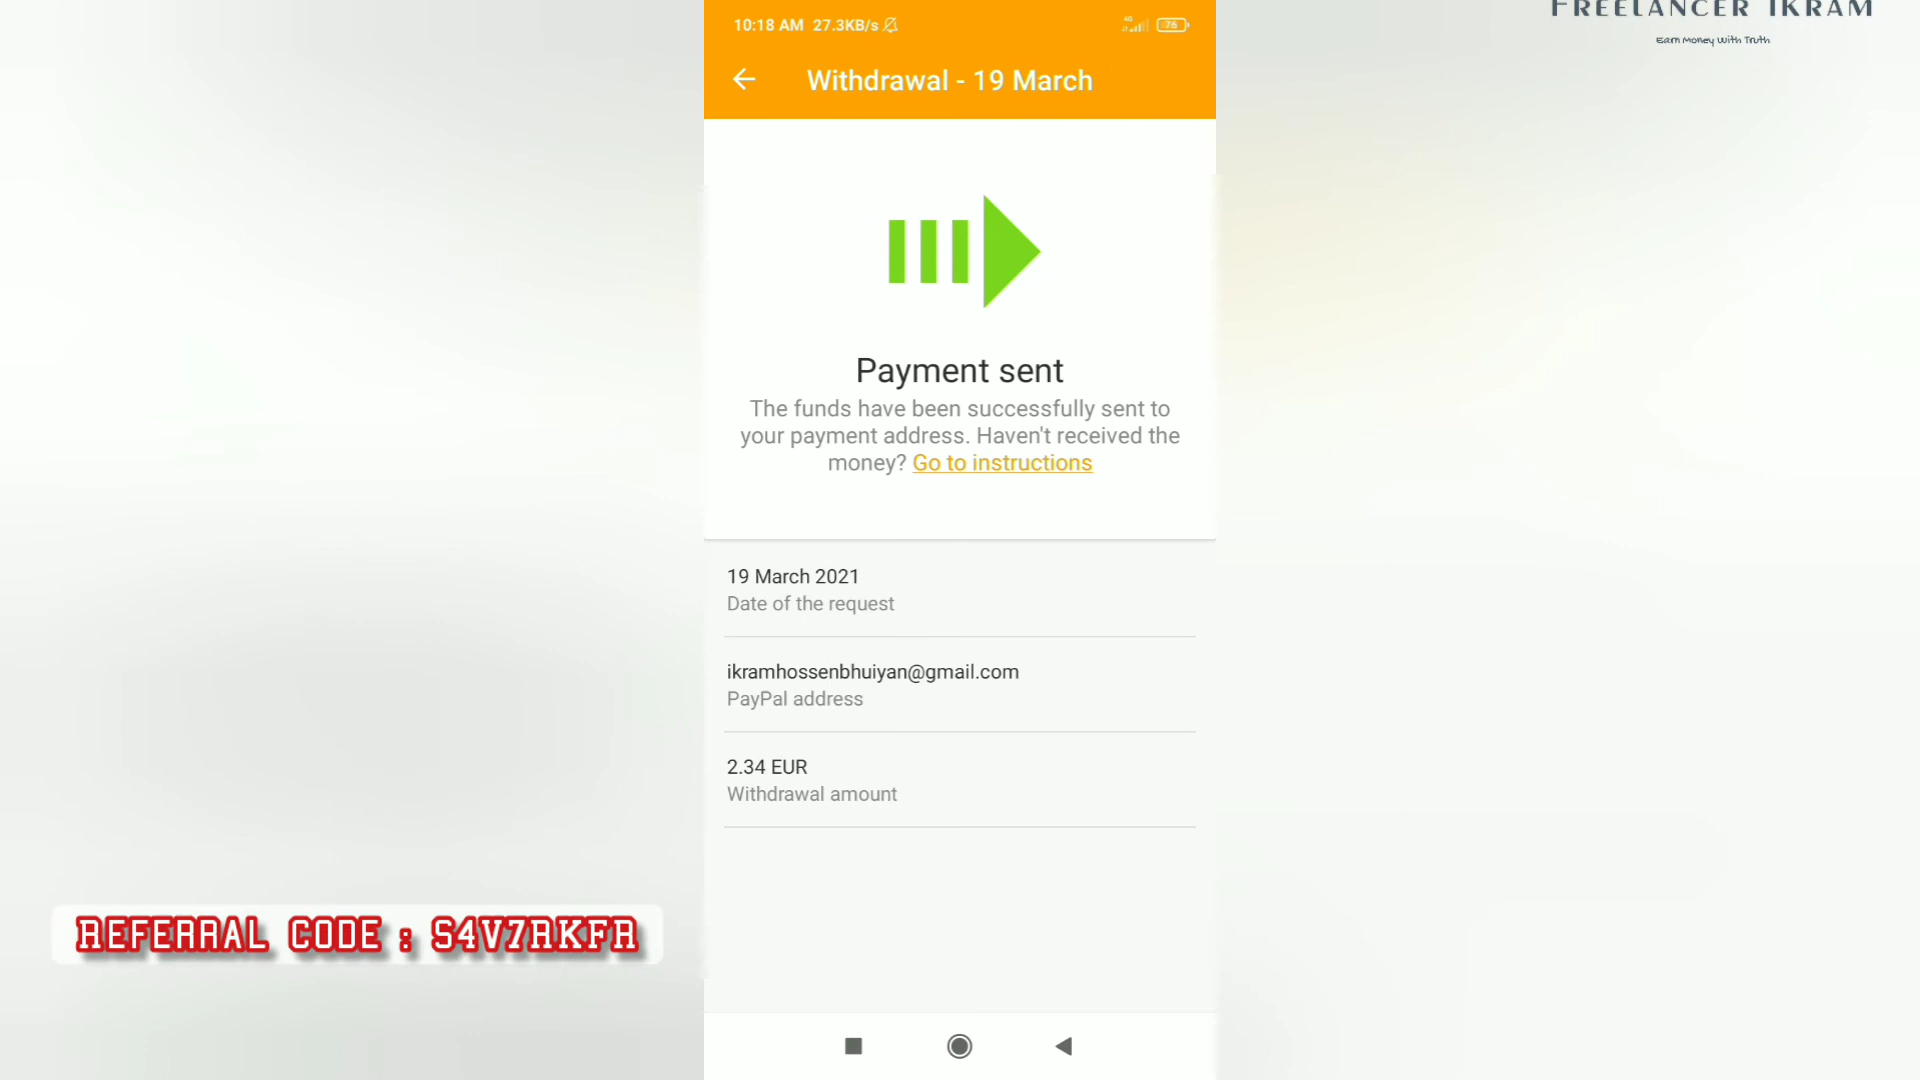 FREELANCER IKRAM
Earn Money With Truth
10:18 AM 27.3KB/s
4G
76
Withdrawal - 19 March
Payment sent
The funds have been successfully sent to
your payment address. Haven't received the
money? Go to instructions
19 March 2021
Date of the request
ikramhossenbhuiyan@gmail.com
PayPal address
2.34 EUR
Withdrawal amount
REFERRAL CODE : S4V7RKFR